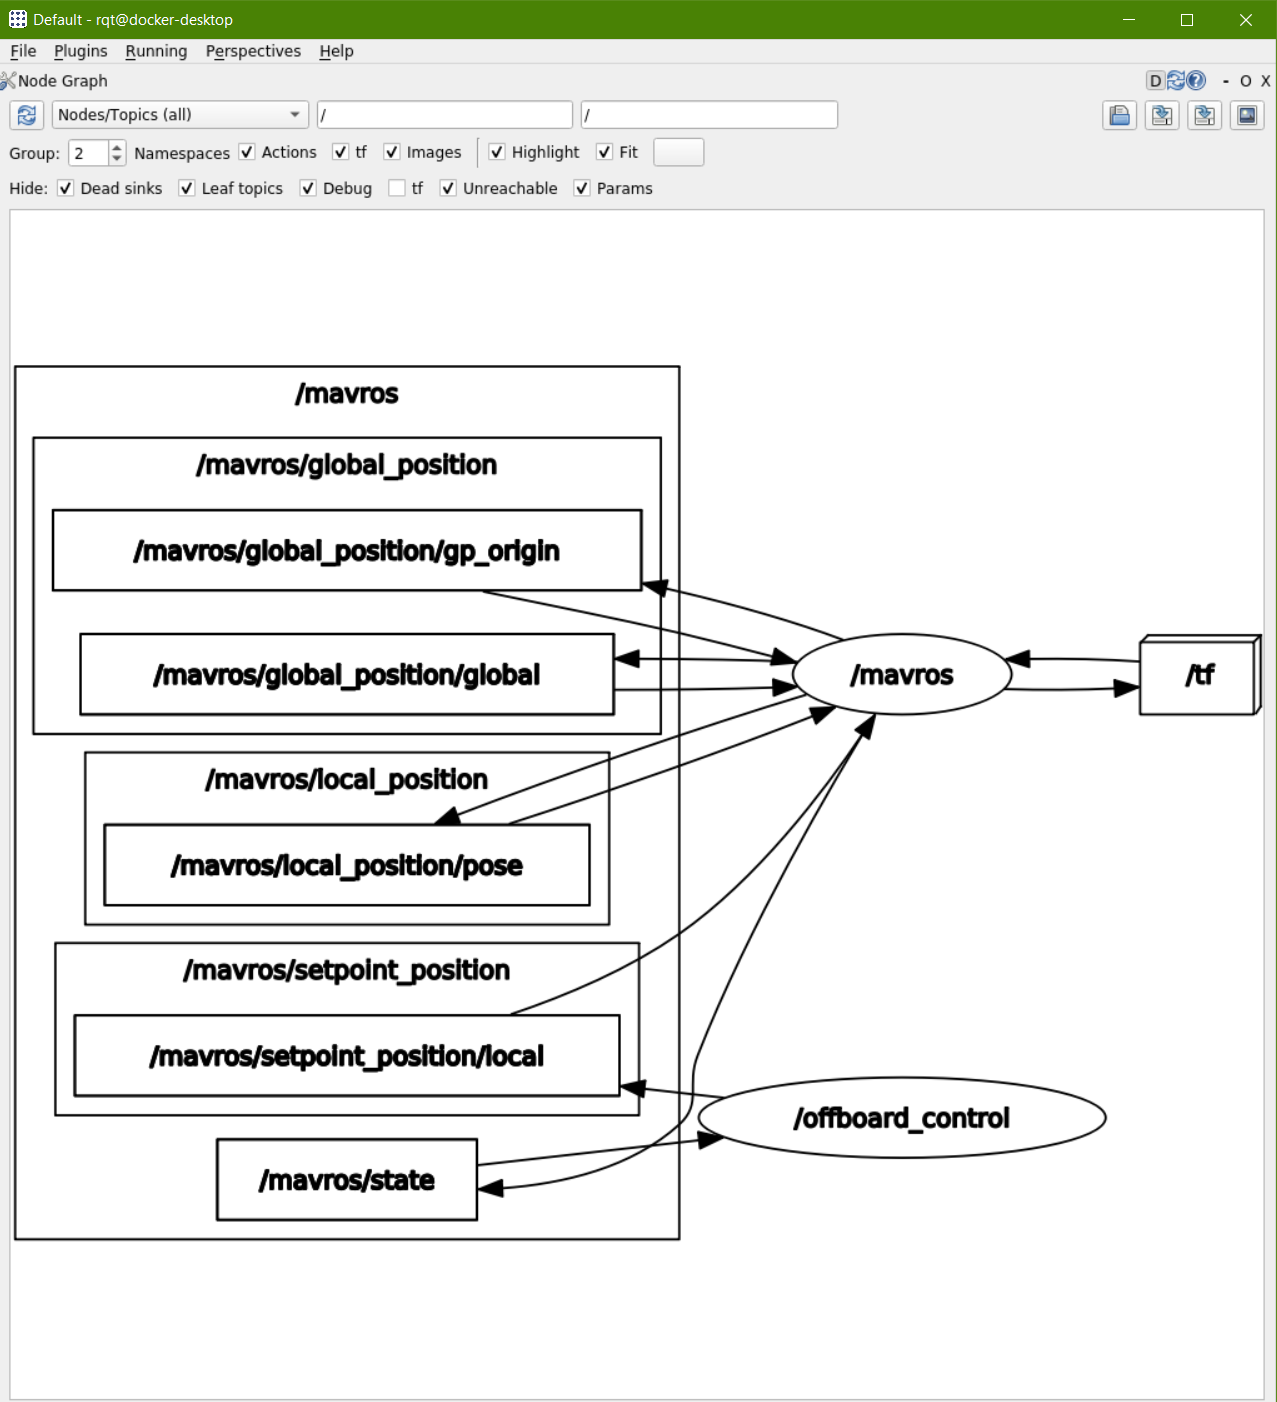 Default - rqt@docker-desktop
File Plugins Running Perspectives Help
Node Graph D - O X
Nodes/Topics (all) / /
Group: 2 Namespaces Actions tf Images Highlight Fit
Hide: Dead sinks Leaf topics Debug tf Unreachable Params
/mavros
/mavros/global_position
/mavros/global_position/gp_origin
/mavros/global_position/global
/mavros
/tf
/mavros/local_position
/mavros/local_position/pose
/mavros/setpoint_position
/mavros/setpoint_position/local
/offboard_control
/mavros/state